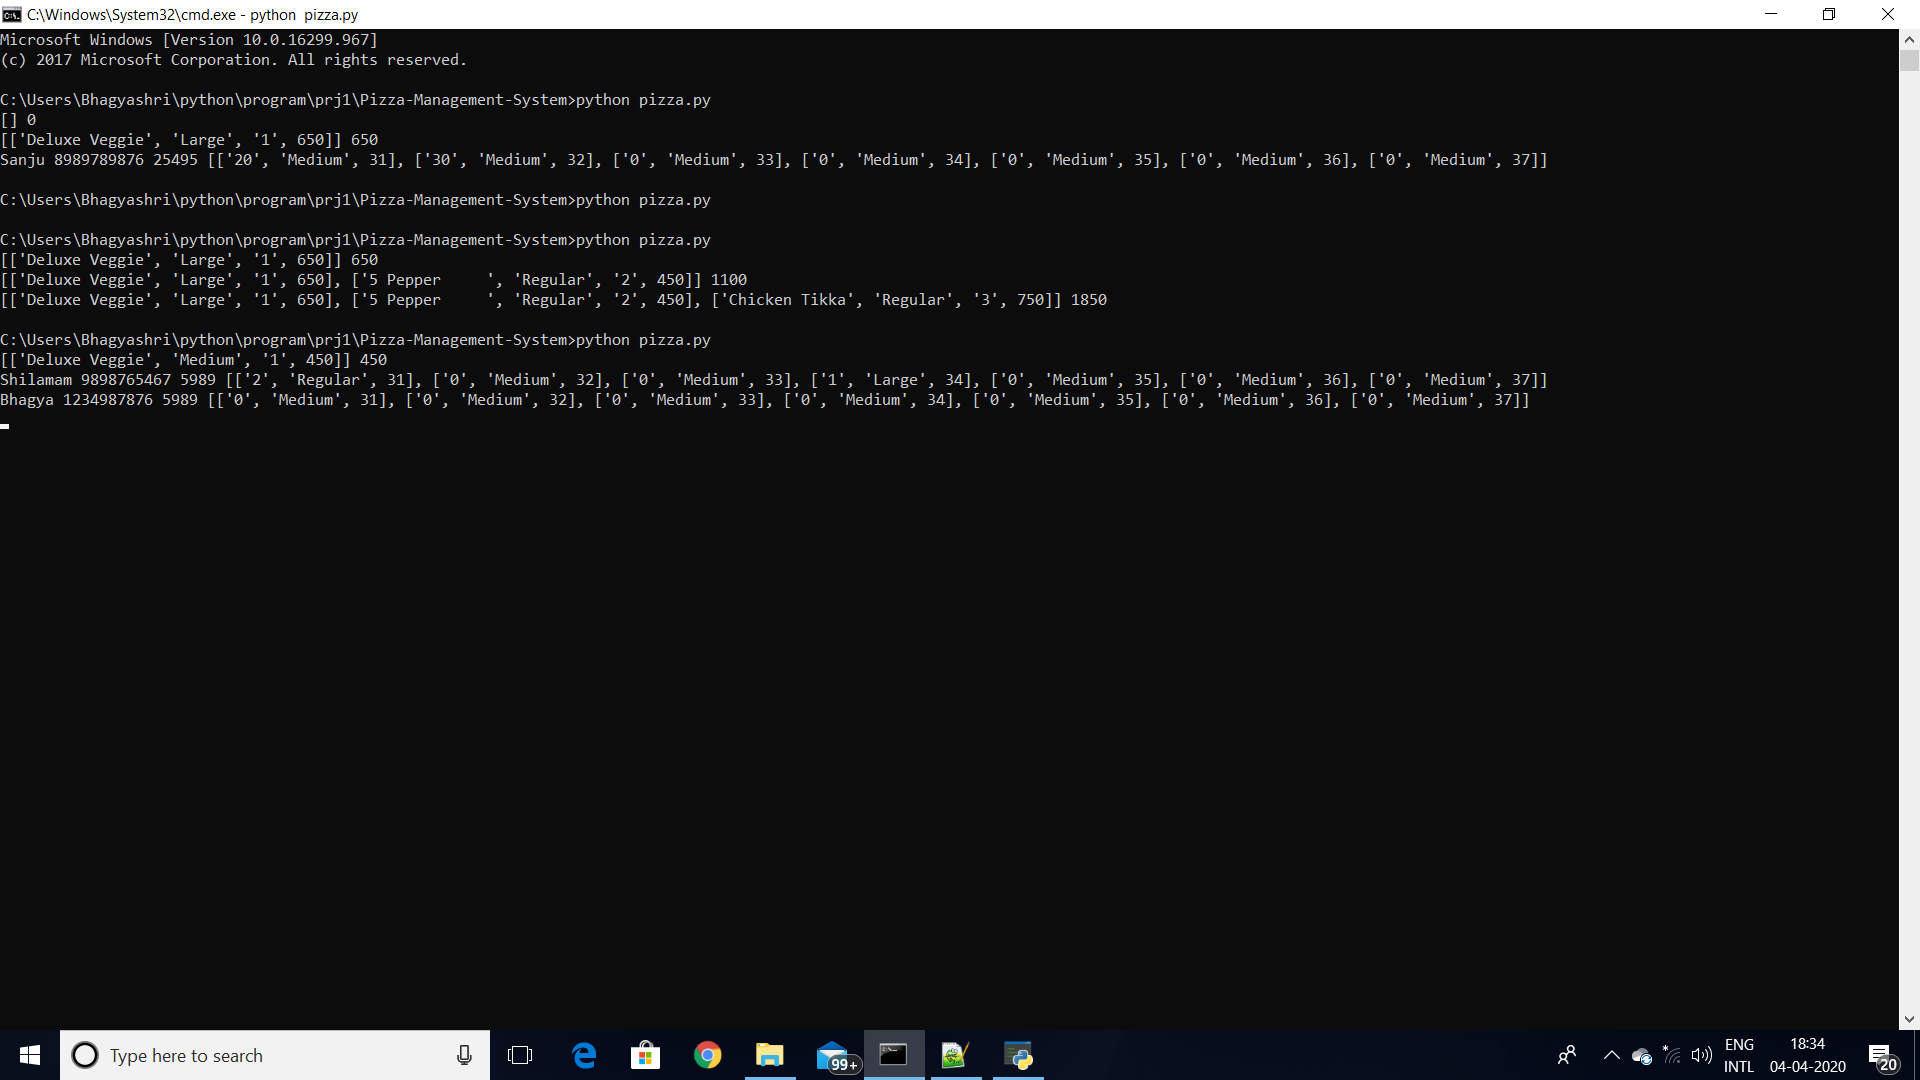 C:\Windows\System32\cmd.exe - python  pizza.py
Microsoft Windows [Version 10.0.16299.967]
(c) 2017 Microsoft Corporation. All rights reserved.
C:\Users\Bhagyashri\python\program\prj1\Pizza-Management-System>python pizza.py
[] 0
[['Deluxe Veggie', 'Large', '1', 650]] 650
Sanju 8989789876 25495 [['20', 'Medium', 31], ['30', 'Medium', 32], ['0', 'Medium', 33], ['0', 'Medium', 34], ['0', 'Medium', 35], ['0', 'Medium', 36], ['0', 'Medium', 37]]
C:\Users\Bhagyashri\python\program\prj1\Pizza-Management-System>python pizza.py
C:\Users\Bhagyashri\python\program\prj1\Pizza-Management-System>python pizza.py
[['Deluxe Veggie', 'Large', '1', 650]] 650
[['Deluxe Veggie', 'Large', '1', 650], ['5 Pepper     ', 'Regular', '2', 450]] 1100
[['Deluxe Veggie', 'Large', '1', 650], ['5 Pepper     ', 'Regular', '2', 450], ['Chicken Tikka', 'Regular', '3', 750]] 1850
C:\Users\Bhagyashri\python\program\prj1\Pizza-Management-System>python pizza.py
[['Deluxe Veggie', 'Medium', '1', 450]] 450
Shilamam 9898765467 5989 [['2', 'Regular', 31], ['0', 'Medium', 32], ['0', 'Medium', 33], ['1', 'Large', 34], ['0', 'Medium', 35], ['0', 'Medium', 36], ['0', 'Medium', 37]]
Bhagya 1234987876 5989 [['0', 'Medium', 31], ['0', 'Medium', 32], ['0', 'Medium', 33], ['0', 'Medium', 34], ['0', 'Medium', 35], ['0', 'Medium', 36], ['0', 'Medium', 37]]
Type here to search
99+
ENG
INTL
18:34
04-04-2020
20